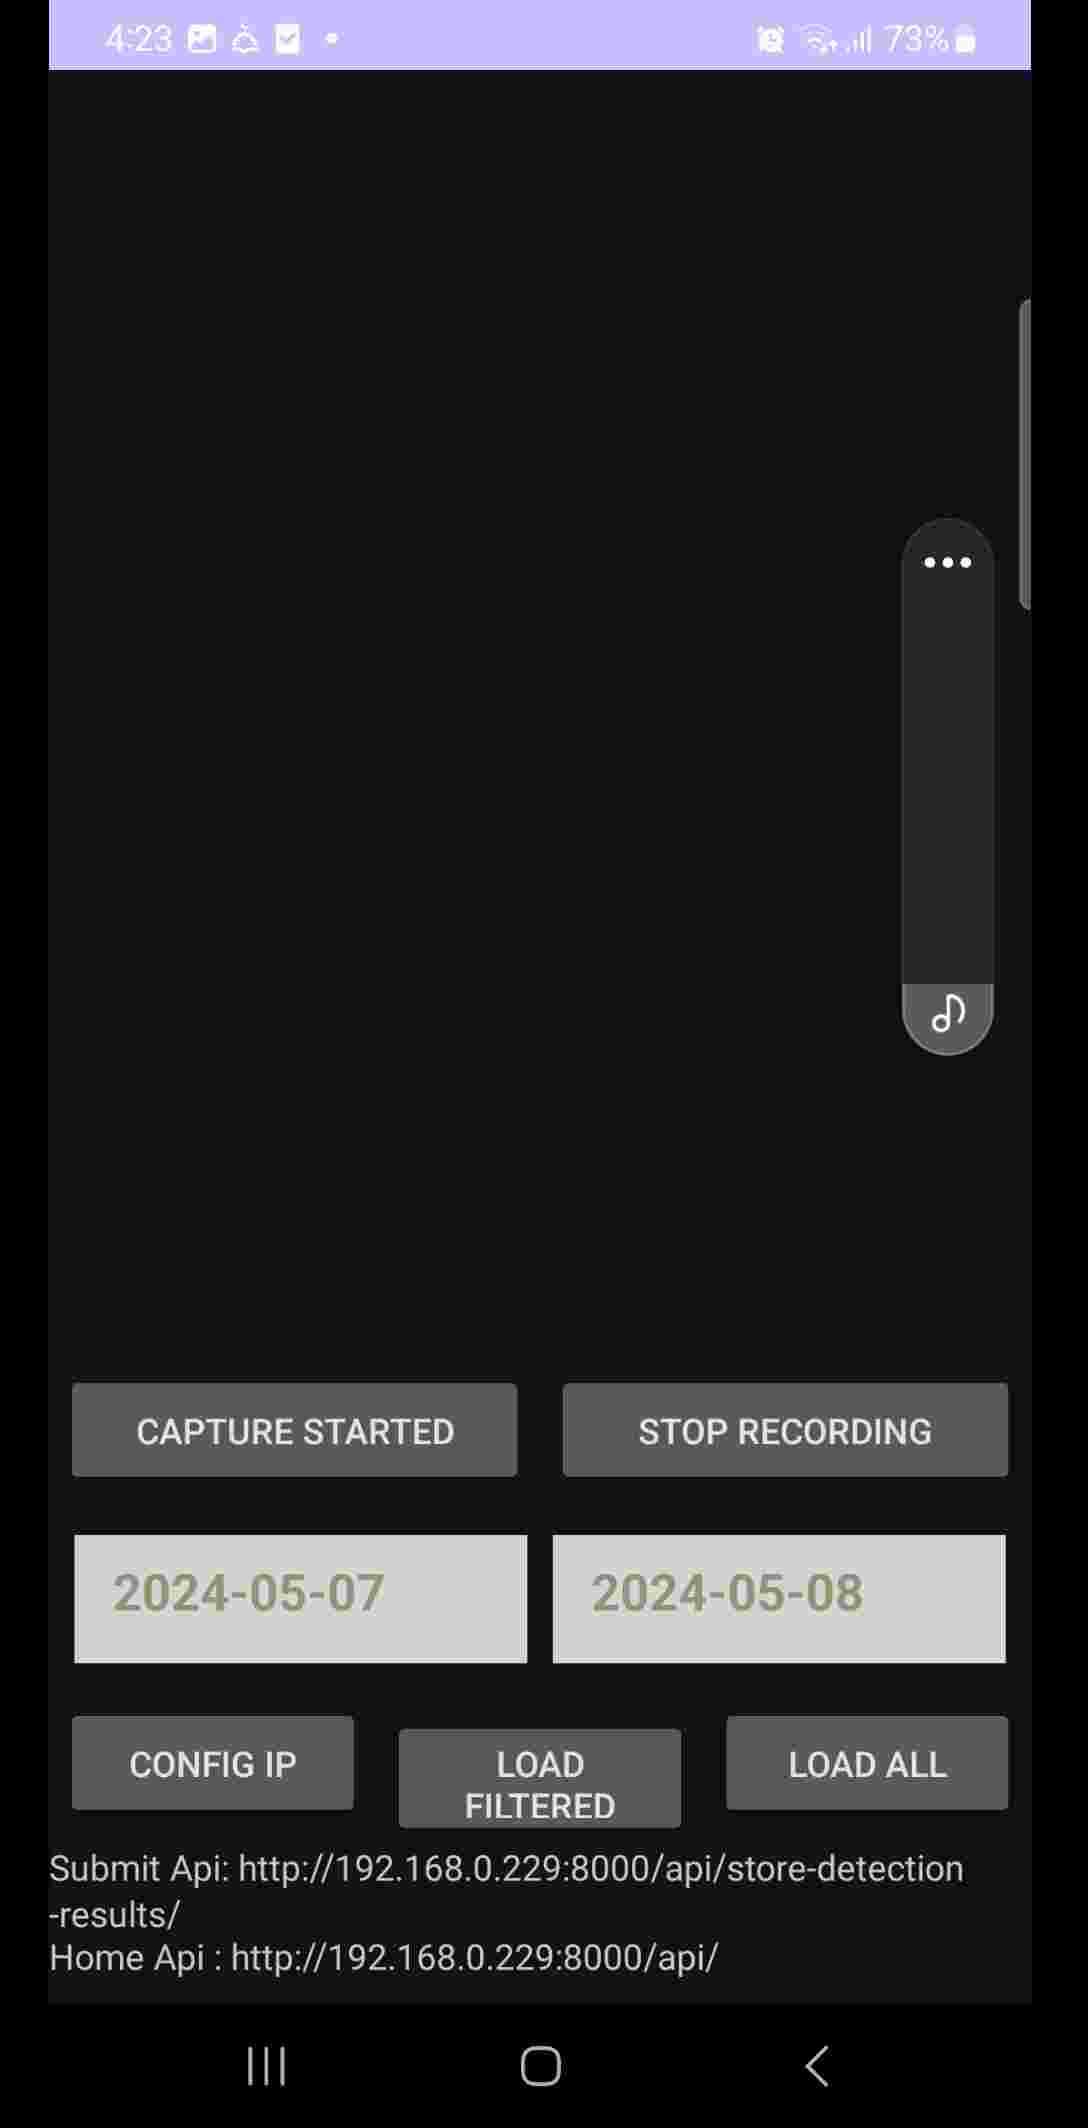 4:23 73%
CAPTURE STARTED STOP RECORDING
2024-05-07 2024-05-08
CONFIG IP LOAD FILTERED LOAD ALL
Submit Api: http://192.168.0.229:8000/api/store-detection
-results/
Home Api : http://192.168.0.229:8000/api/